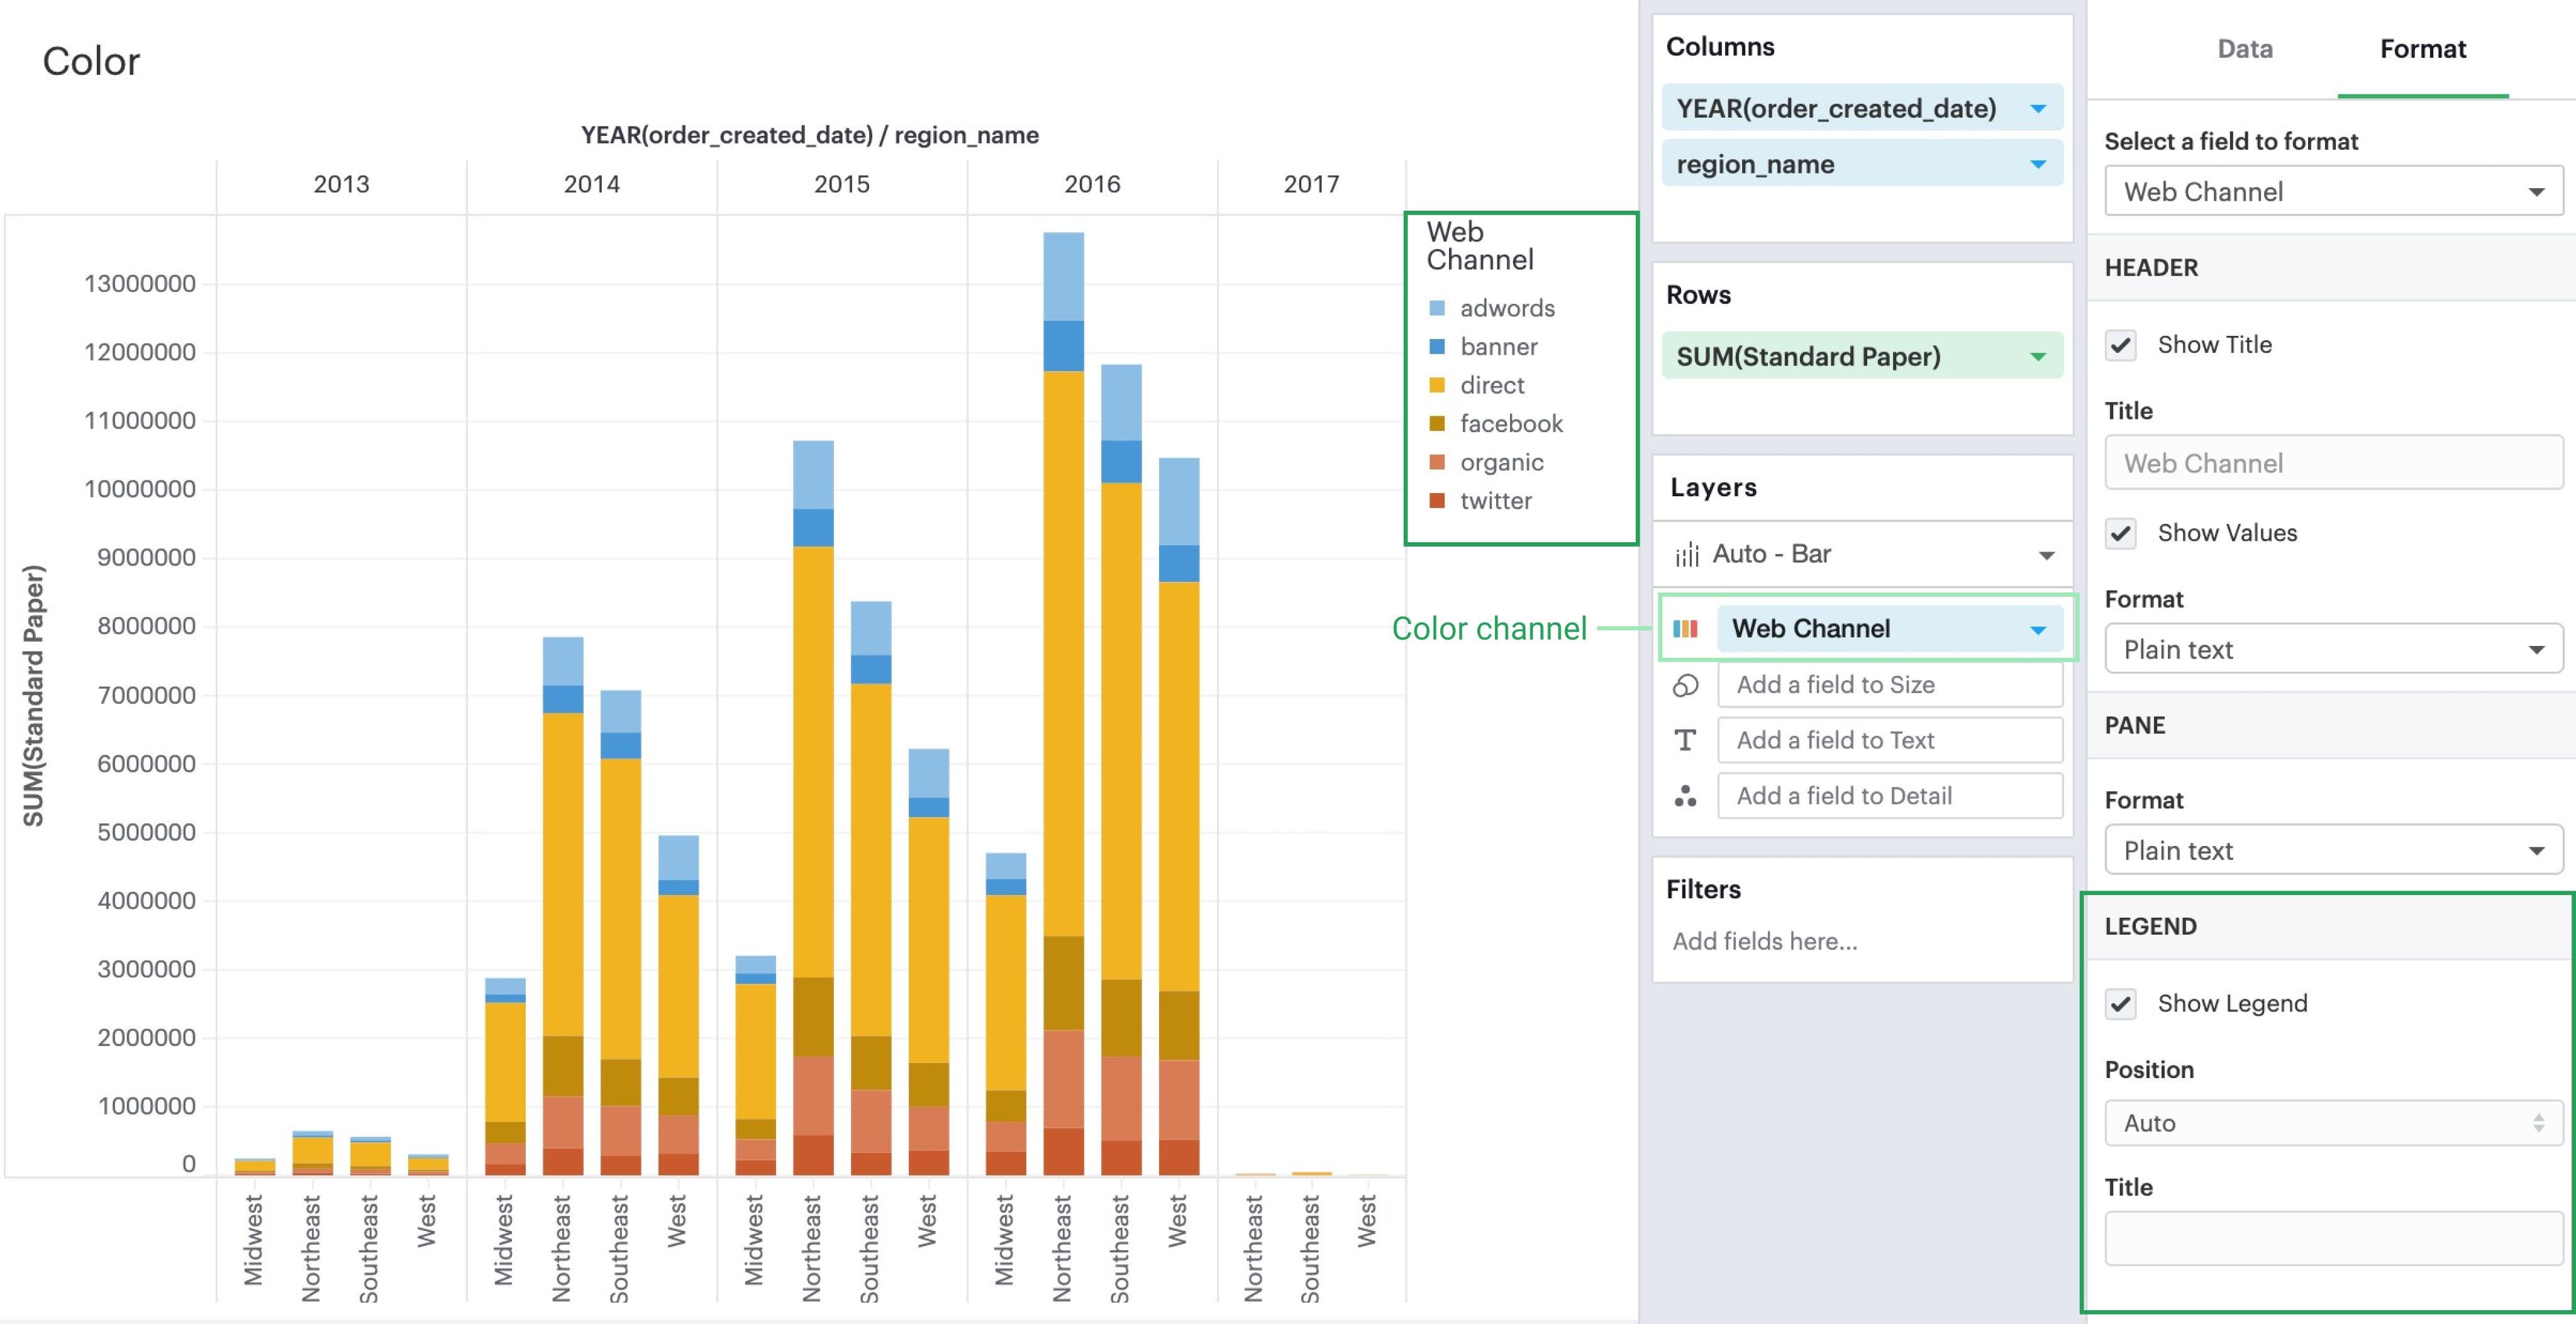 Color
YEAR(order_created_date) / region_name
2013 2014 2015 2016 2017
SUM(Standard Paper)
13000000
12000000
11000000
10000000
9000000
8000000
7000000
6000000
5000000
4000000
3000000
2000000
1000000
0
Midwest Northeast Southeast West Midwest Northeast Southeast West Midwest Northeast Southeast West Midwest Northeast Southeast West Northeast Southeast West
Web
Channel
adwords
banner
direct
facebook
organic
twitter
Color channel
Columns
YEAR(order_created_date)
region_name
Rows
SUM(Standard Paper)
Layers
Auto - Bar
Web Channel
Add a field to Size
T Add a field to Text
Add a field to Detail
Filters
Add fields here...
Data Format
Select a field to format
Web Channel
HEADER
Show Title
Title
Web Channel
Show Values
Format
Plain text
PANE
Format
Plain text
LEGEND
Show Legend
Position
Auto
Title